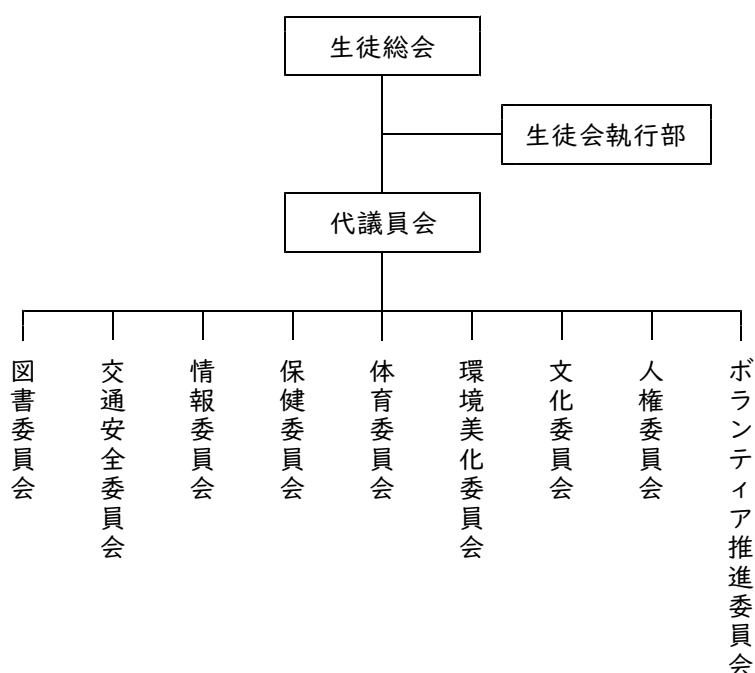 生徒総会
生徒会執行部
代議員会
図書委員会
交通安全委員会
情報委員会
保健委員会
体育委員会
環境美化委員会
文化委員会
人権委員会
ボランティア推進委員会